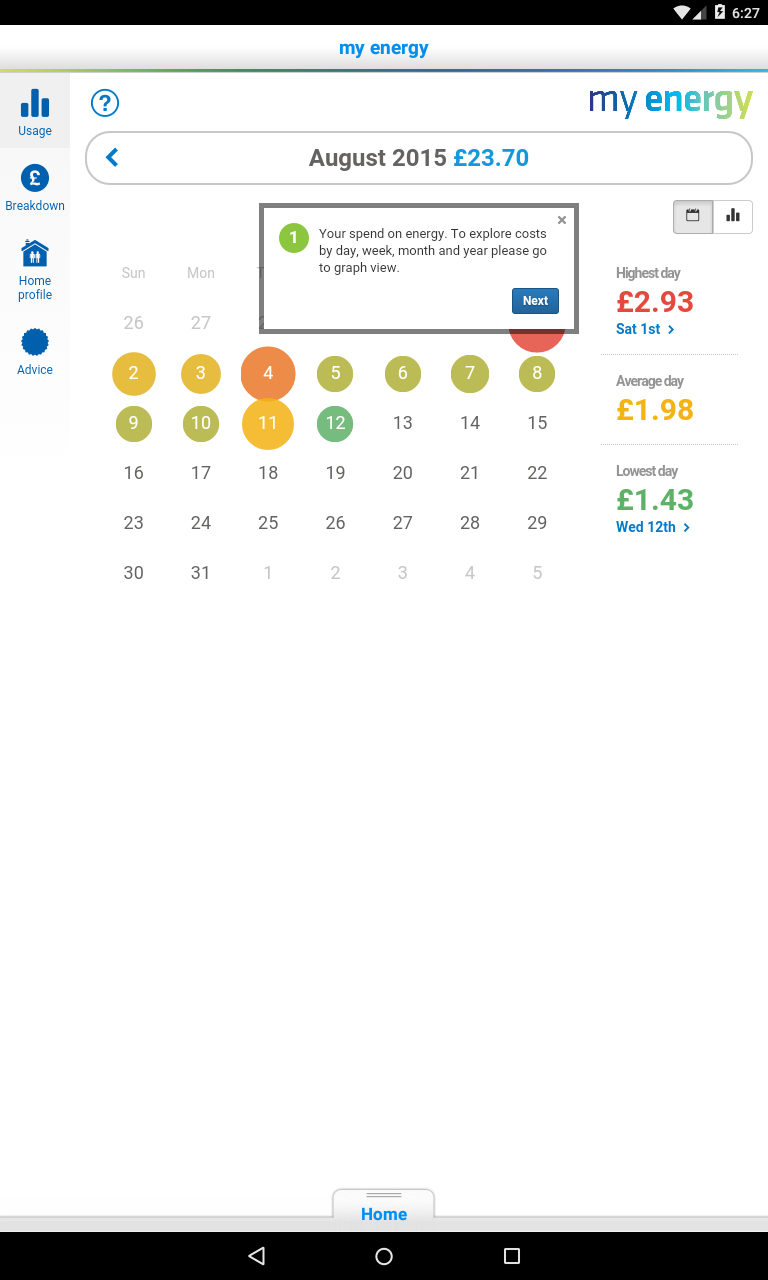 6:27
my energy
?
my energy
August 2015 £23.70
Usage
£
Breakdown
Home
profile
Advice
1
Your spend on energy. To explore costs
by day, week, month and year please go
to graph view.
Next
Sun Mon
26 27
2 3 4 5 6 7 8
9 10 11 12 13 14 15
16 17 18 19 20 21 22
23 24 25 26 27 28 29
30 31 1 2 3 4 5
Highest day
£2.93
Sat 1st
Average day
£1.98
Lowest day
£1.43
Wed 12th
Home